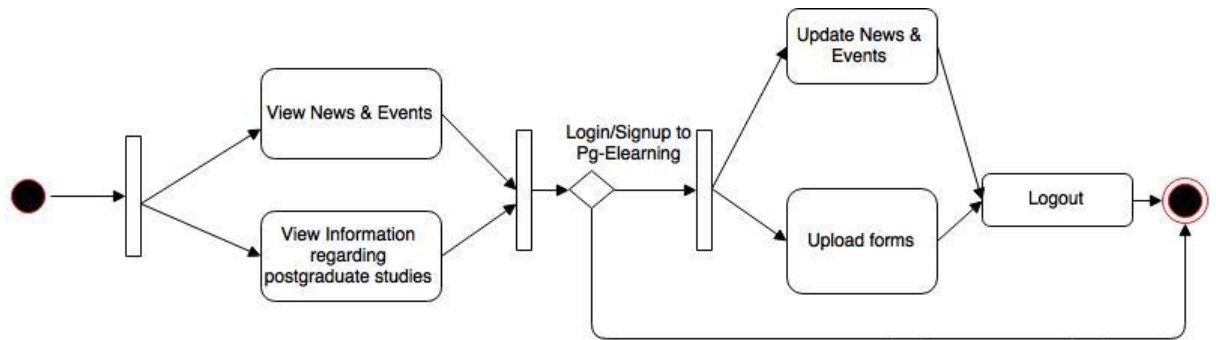 View News & Events
View Information
regarding
postgraduate studies
Login/Signup to
Pg-Elearning
Update News &
Events
Upload forms
Logout